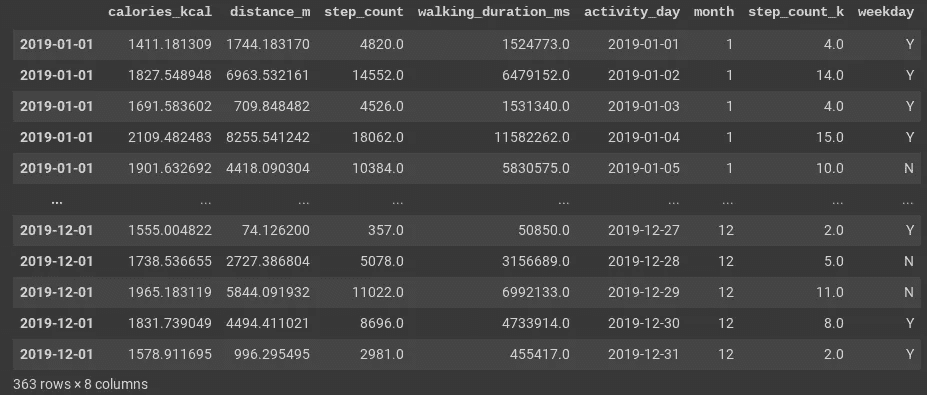 calories_kcal distance_m step_count walking_duration_ms activity_day month step_count_k weekday
2019-01-01 1411.181309 1744.183170 4820.0 1524773.0 2019-01-01 1 4.0 Y
2019-01-01 1827.548948 6963.532161 14552.0 6479152.0 2019-01-02 1 14.0 Y
2019-01-01 1691.583602 709.848482 4526.0 1531340.0 2019-01-03 1 4.0 Y
2019-01-01 2109.482483 8255.541242 18062.0 11582262.0 2019-01-04 1 15.0 Y
2019-01-01 1901.632692 4418.090304 10384.0 5830575.0 2019-01-05 1 10.0 N
... ... ... ... ... ... ... ... ...
2019-12-01 1555.004822 74.126200 357.0 50850.0 2019-12-27 12 2.0 Y
2019-12-01 1738.536655 2727.386804 5078.0 3156689.0 2019-12-28 12 5.0 N
2019-12-01 1965.183119 5844.091932 11022.0 6992133.0 2019-12-29 12 11.0 N
2019-12-01 1831.739049 4494.411021 8696.0 4733914.0 2019-12-30 12 8.0 Y
2019-12-01 1578.911695 996.295495 2981.0 455417.0 2019-12-31 12 2.0 Y
363 rows × 8 columns